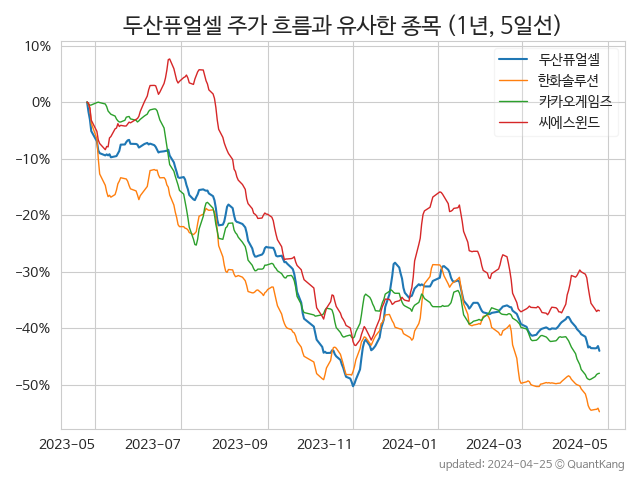 두산퓨얼셀 주가 흐름과 유사한 종목 (1년, 5일선)
두산퓨얼셀
한화솔루션
카카오게임즈
씨에스윈드
10%
0%
−10%
−20%
−30%
−40%
−50%
2023−05 2023−07 2023−09 2023−11 2024−01 2024−03 2024−05
updated: 2024−04−25 © QuantKang